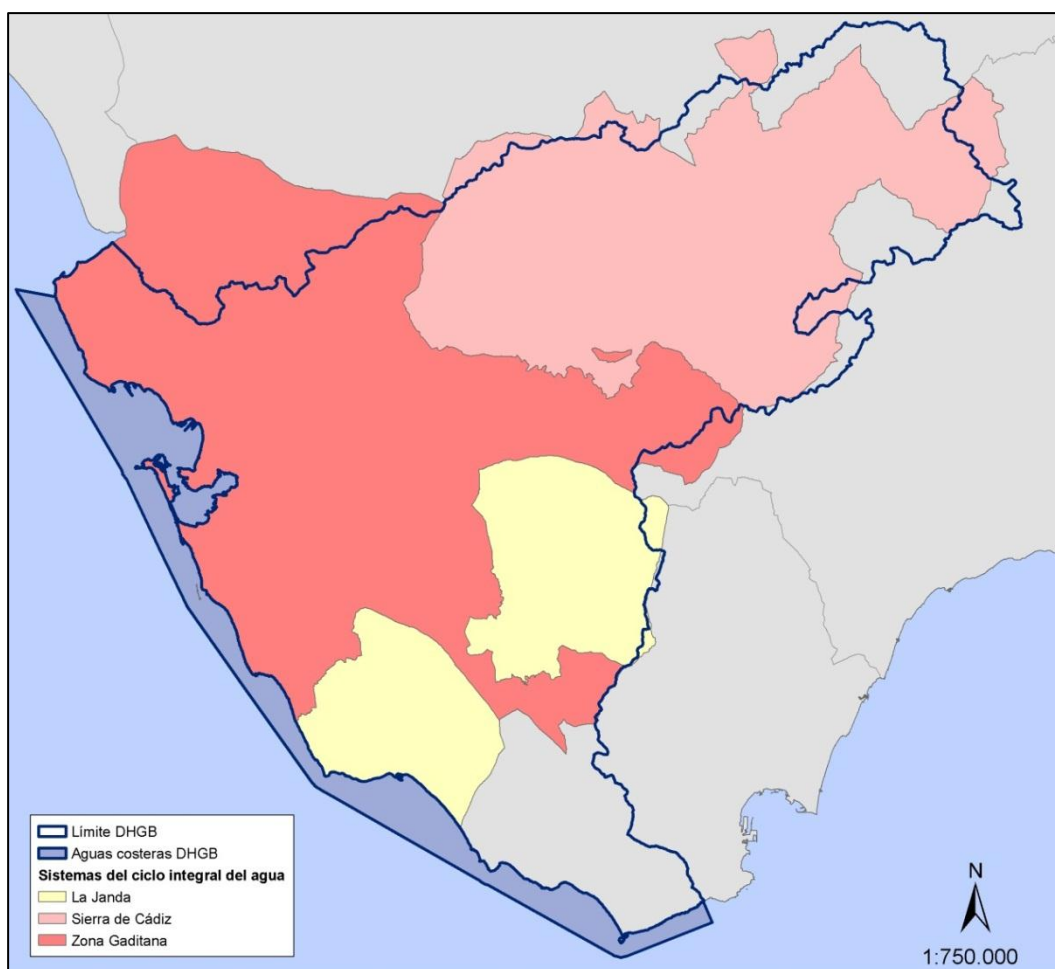 Límite DHGB
Aguas costeras DHGB
Sistemas del ciclo integral del agua
La Janda
Sierra de Cádiz
Zona Gaditana
N
1:750.000